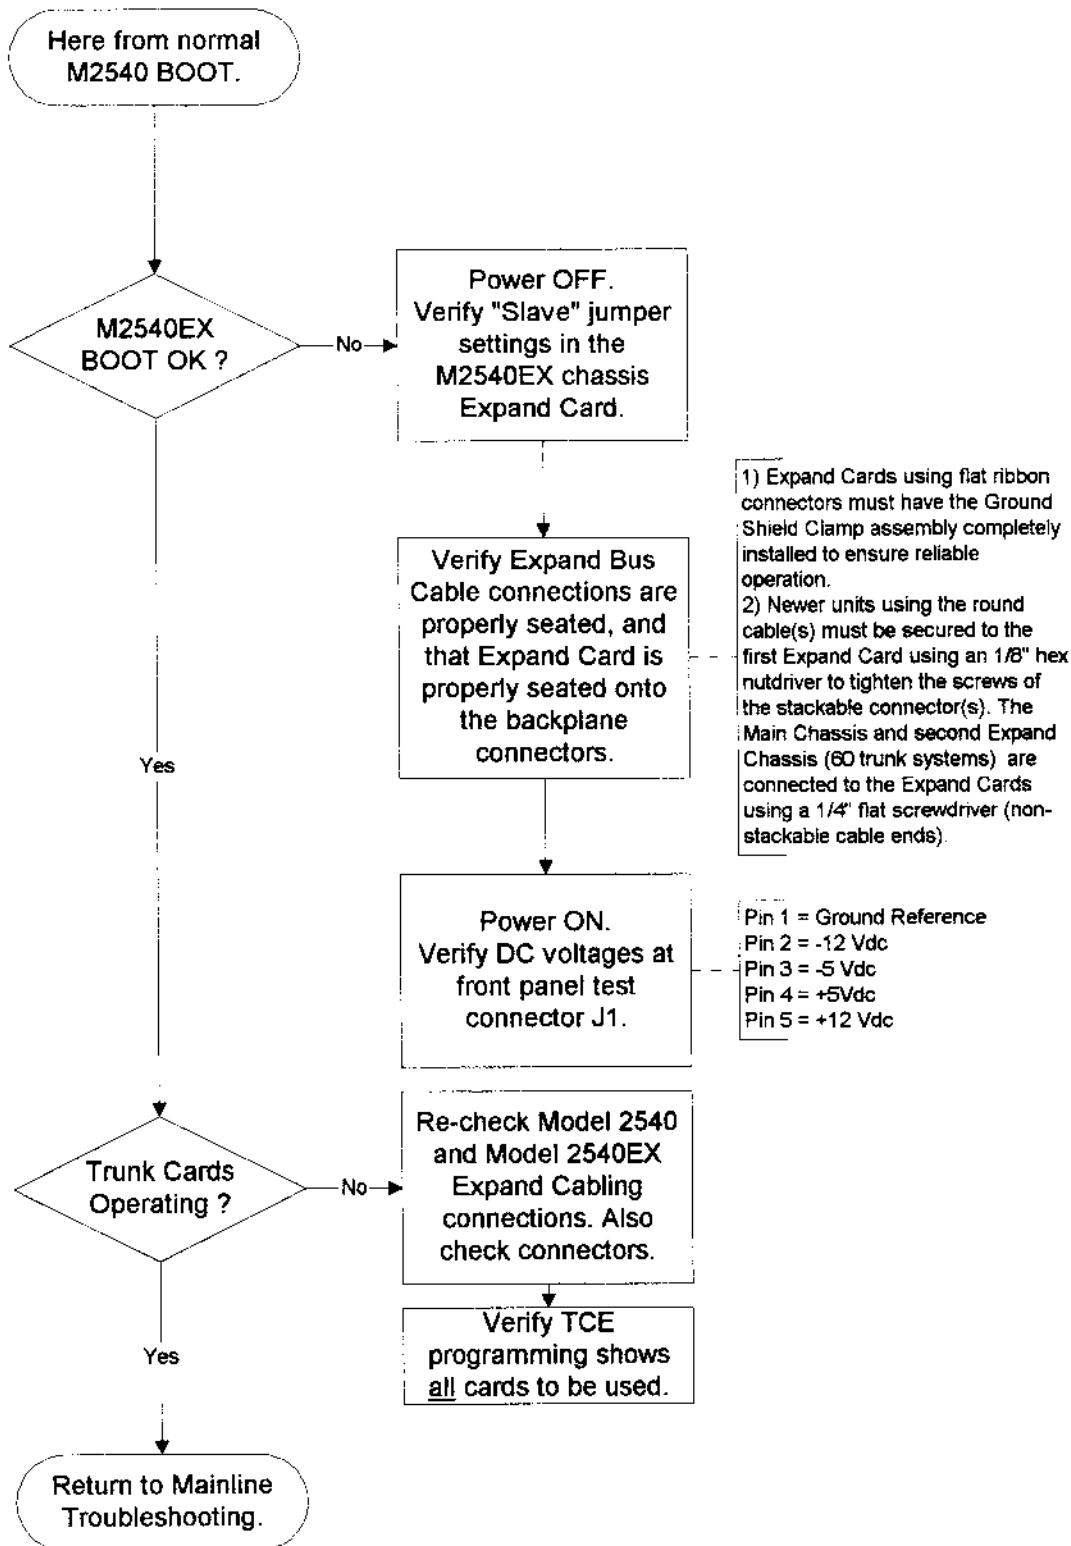 Here from normal
M2540 BOOT.
M2540EX
BOOT OK ?
No
Power OFF.
Verify "Slave" jumper
settings in the
M2540EX chassis
Expand Card.
Verify Expand Bus
Cable connections are
properly seated, and
that Expand Card is
properly seated onto
the backplane
connectors.
1) Expand Cards using flat ribbon
connectors must have the Ground
Shield Clamp assembly completely
installed to ensure reliable
operation.
2) Newer units using the round
cable(s) must be secured to the
first Expand Card using an 1/8" hex
nutdriver to tighten the screws of
the stackable connector(s). The
Main Chassis and second Expand
Chassis (60 trunk systems) are
connected to the Expand Cards
using a 1/4" flat screwdriver (non-
stackable cable ends).
Yes
Power ON.
Verify DC voltages at
front panel test
connector J1.
Pin 1 = Ground Reference
Pin 2 = -12 Vdc
Pin 3 = -5 Vdc
Pin 4 = +5Vdc
Pin 5 = +12 Vdc
Trunk Cards
Operating ?
No
Re-check Model 2540
and Model 2540EX
Expand Cabling
connections. Also
check connectors.
Verify TCE
programming shows
all cards to be used.
Yes
Return to Mainline
Troubleshooting.